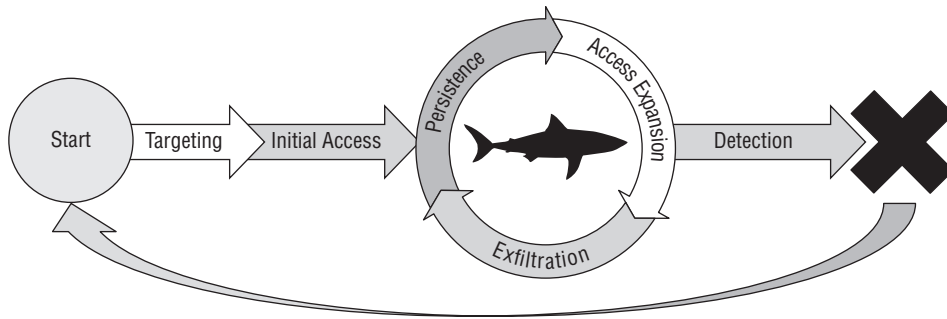 Start
Targeting
Initial Access
Persistence
Access Expansion
Exfiltration
Detection